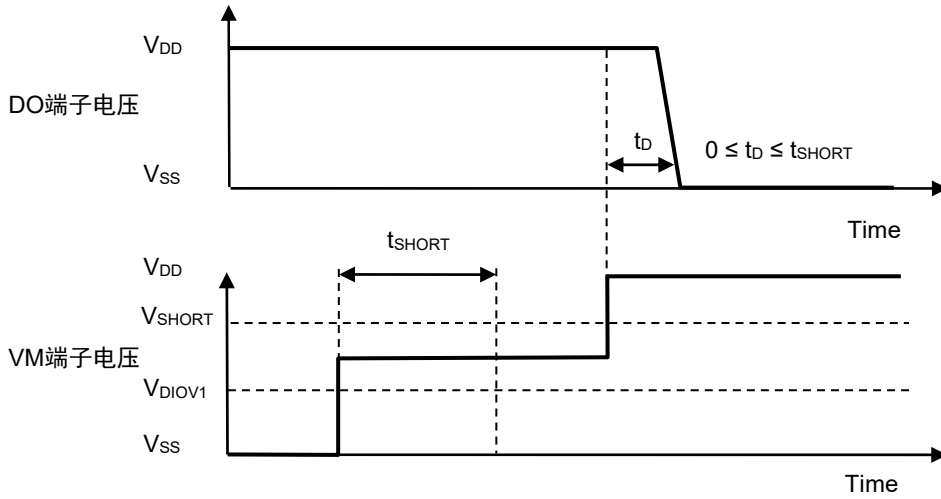 VDD
DO端子电压
tD
0 ≤ tD ≤ tSHORT
VSS
Time
tSHORT
VDD
VSHORT
VM端子电压
VDIOV1
VSS
Time